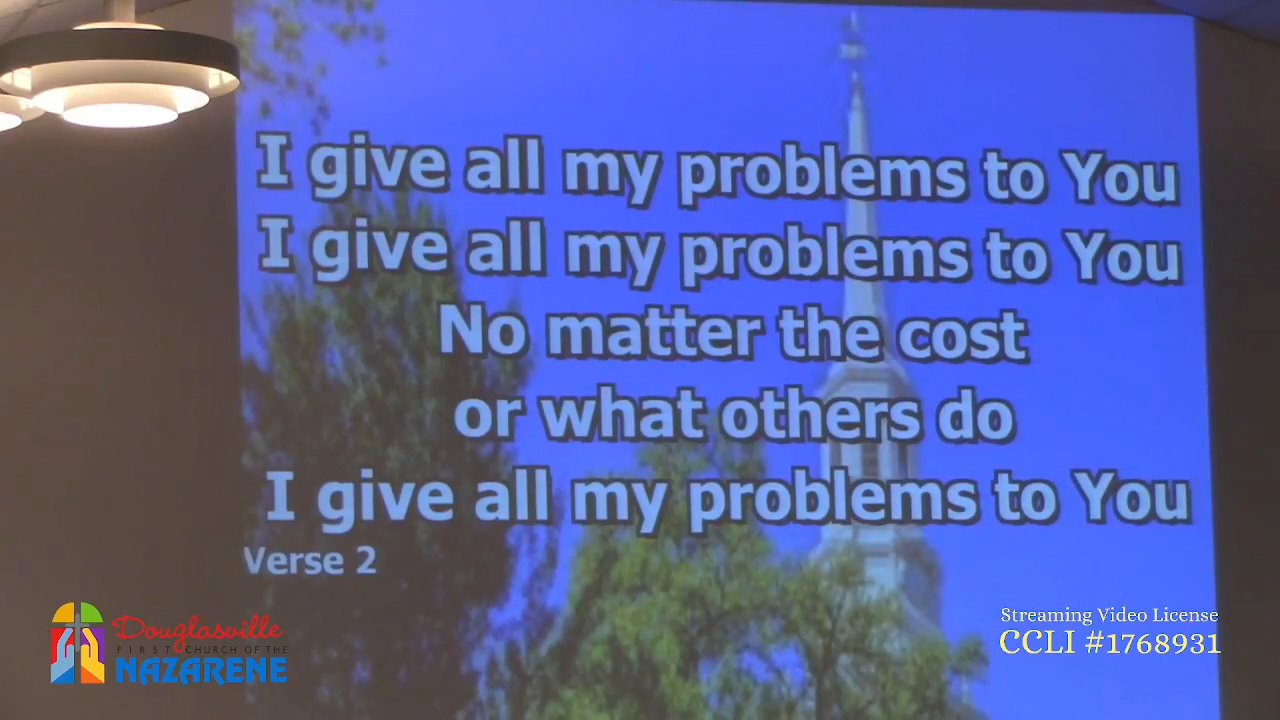 I give all my problems to You
I give all my problems to You
No matter the cost
or what others do
I give all my problems to You
Verse 2
Douglasville
FIRST CHURCH OF THE
NAZARENE
Streaming Video License
CCLI #1768931